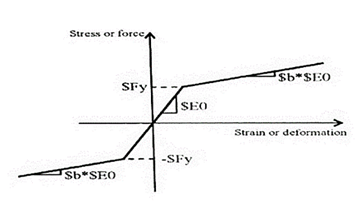 Stress or force
$b*$E0
$Fy
$E0
Strain or deformation
-$Fy
$b*$E0